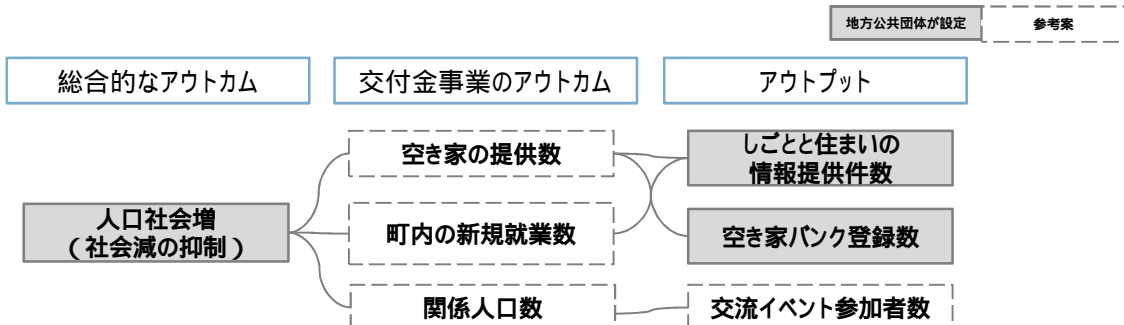 地方公共団体が設定
参考案
総合的なアウトカム
交付金事業のアウトカム
アウトプット
空き家の提供数
しごとと住まいの
情報提供件数
人口社会増
（社会減の抑制）
町内の新規就業数
空き家バンク登録数
関係人口数
交流イベント参加者数